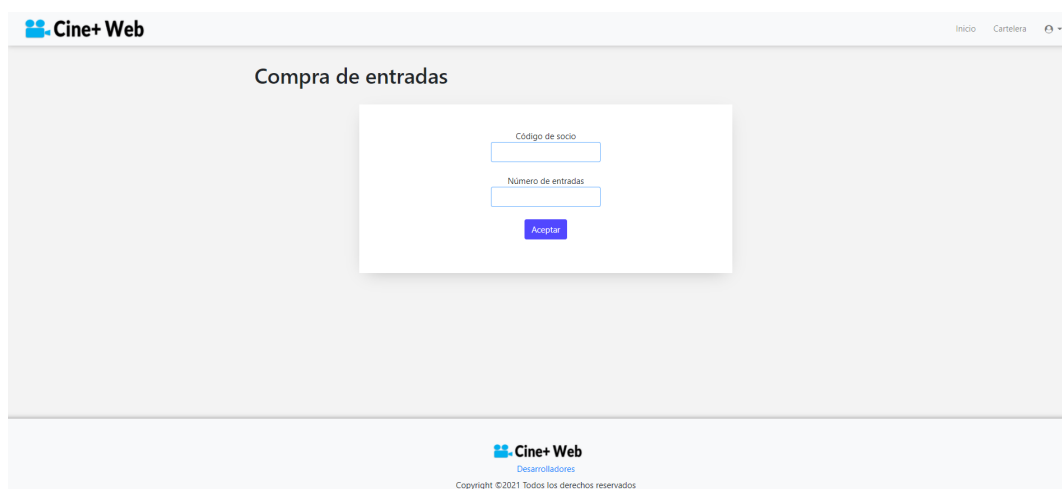 Cine+ Web
Inicio Cartelera
Compra de entradas
Código de socio
Número de entradas
Aceptar
Cine+ Web
Desarrolladores
Copyright ©2021 Todos los derechos reservados